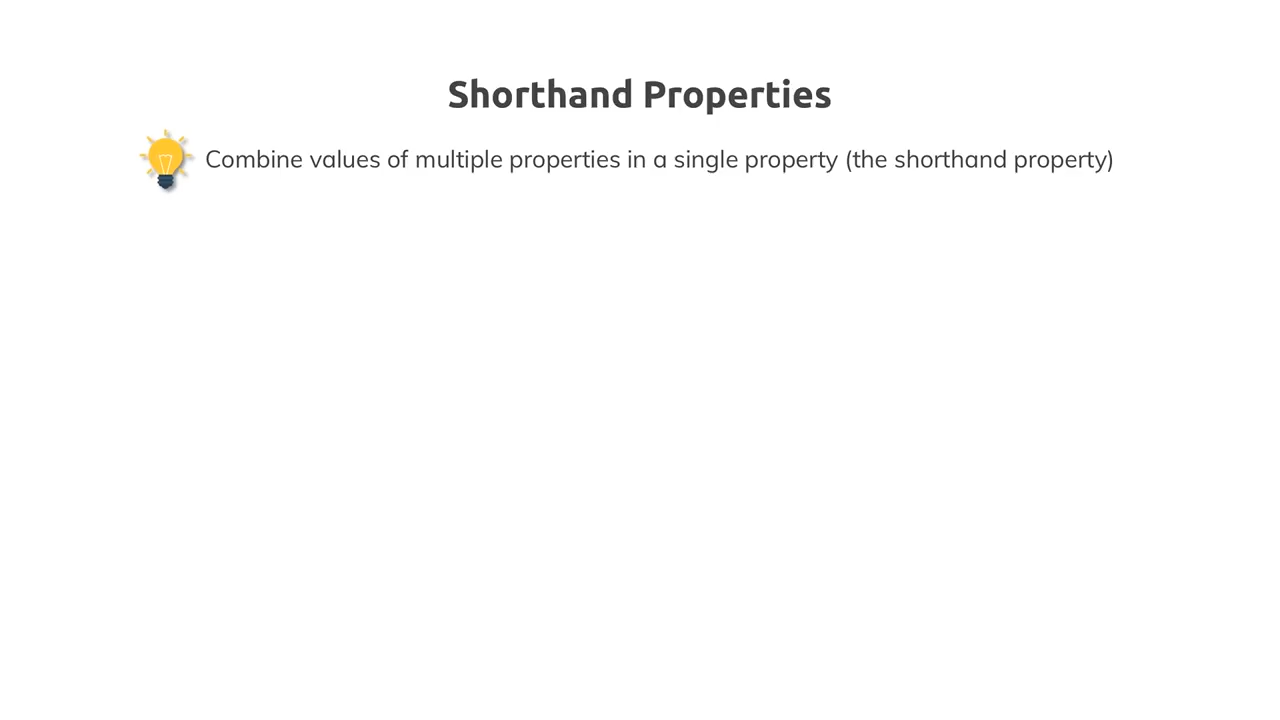 Shorthand Properties
Combine values of multiple properties in a single property (the shorthand property)